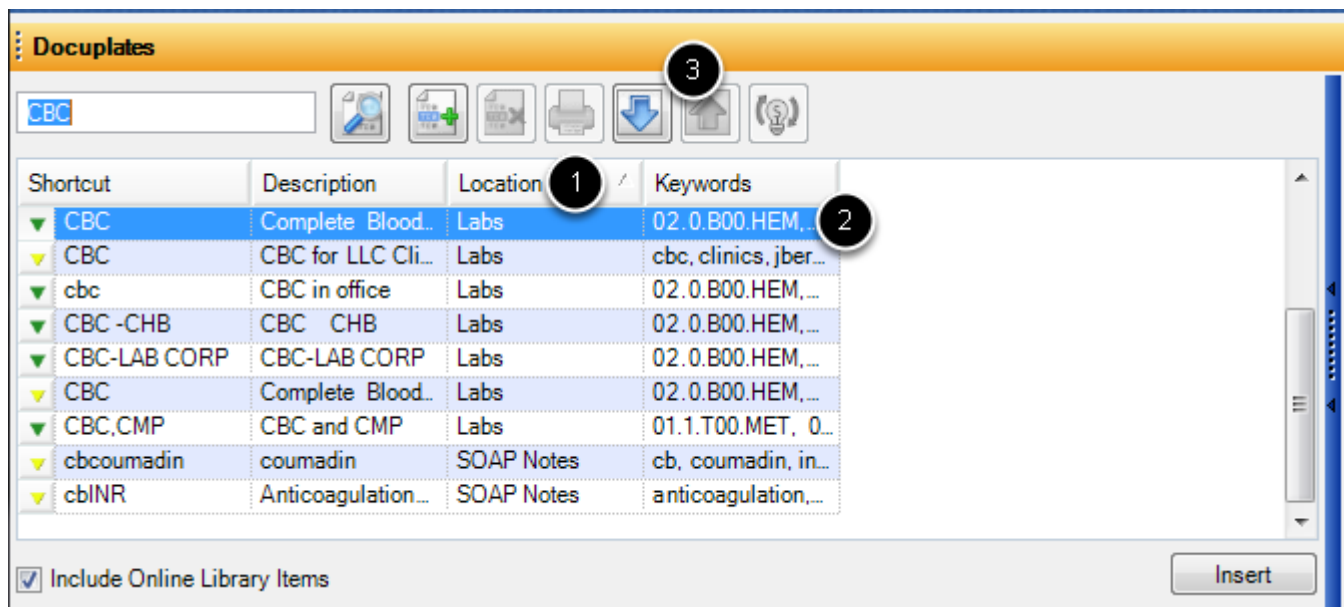 Docuplates
3
CBC
Shortcut Description Location 1 Keywords
CBC Complete Blood... Labs 02.0.B00.HEM,... 2
CBC CBC for LLC Cli... Labs cbc, clinics, jber...
cbc CBC in office Labs 02.0.B00.HEM,...
CBC -CHB CBC CHB Labs 02.0.B00.HEM,...
CBC-LAB CORP CBC-LAB CORP Labs 02.0.B00.HEM,...
CBC Complete Blood... Labs 02.0.B00.HEM,...
CBC,CMP CBC and CMP Labs 01.1.T00.MET, 0...
cbcoumadin coumadin SOAP Notes cb, coumadin, in...
cbINR Anticoagulation... SOAP Notes anticoagulation,...
Include Online Library Items Insert